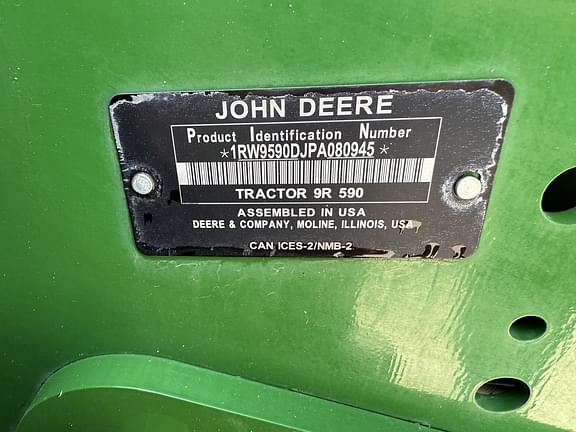 JOHN DEERE
Product Identification Number
*1RW9590DJPA080945*
TRACTOR 9R 590
ASSEMBLED IN USA
DEERE & COMPANY, MOLINE, ILLINOIS, USA
CAN ICES-2/NMB-2